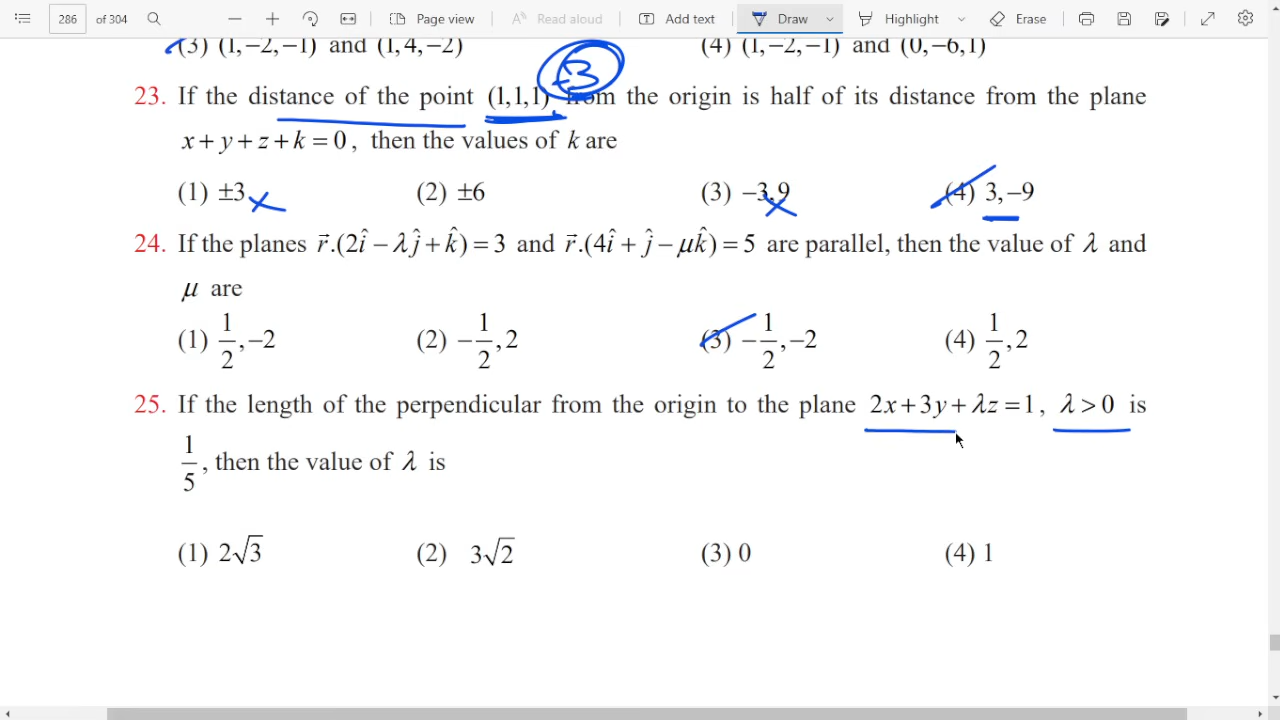 286 of 304 Page view Read aloud Add text Draw Highlight Erase
(3) (1,−2,−1) and (1,4,−2) (4) (1,−2,−1) and (0,−6,1)
3
23. If the distance of the point (1,1,1) from the origin is half of its distance from the plane
x+y+z+k=0, then the values of k are
(1) ±3 (2) ±6 (3) −3,9 (4) 3,−9
24. If the planes r⃗.(2î−λĵ+k̂)=3 and r⃗.(4î+ĵ−μk̂)=5 are parallel, then the value of λ and
μ are
(1) 1/2,−2 (2) −1/2,2 (3) −1/2,−2 (4) 1/2,2
25. If the length of the perpendicular from the origin to the plane 2x+3y+λz=1, λ>0 is
1/5, then the value of λ is
(1) 2√3 (2) 3√2 (3) 0 (4) 1